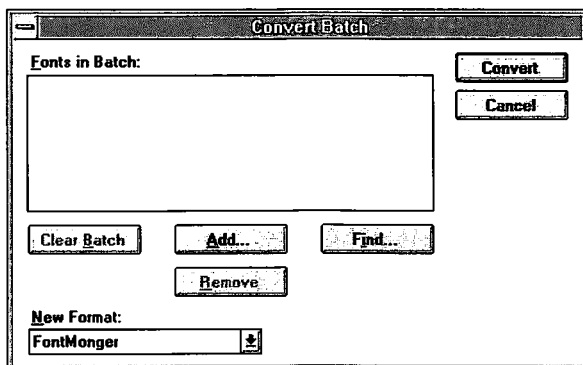 Convert Batch
Fonts in Batch:
Convert
Cancel
Clear Batch Add... Find...
Remove
New Format:
FontMonger